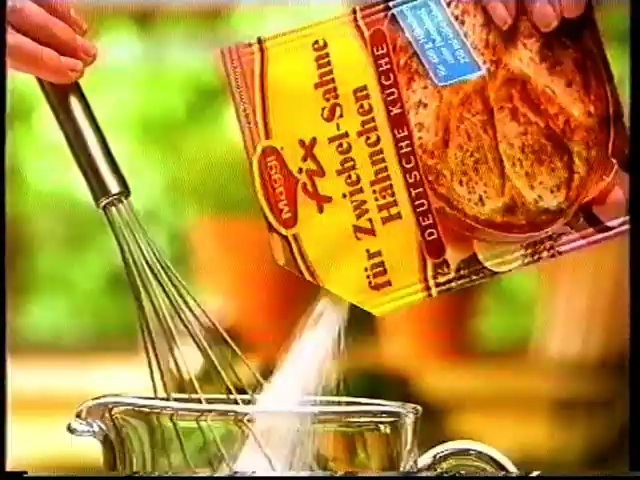 MAGGI
fix
für Zwiebel-Sahne
Hähnchen
DEUTSCHE KÜCHE